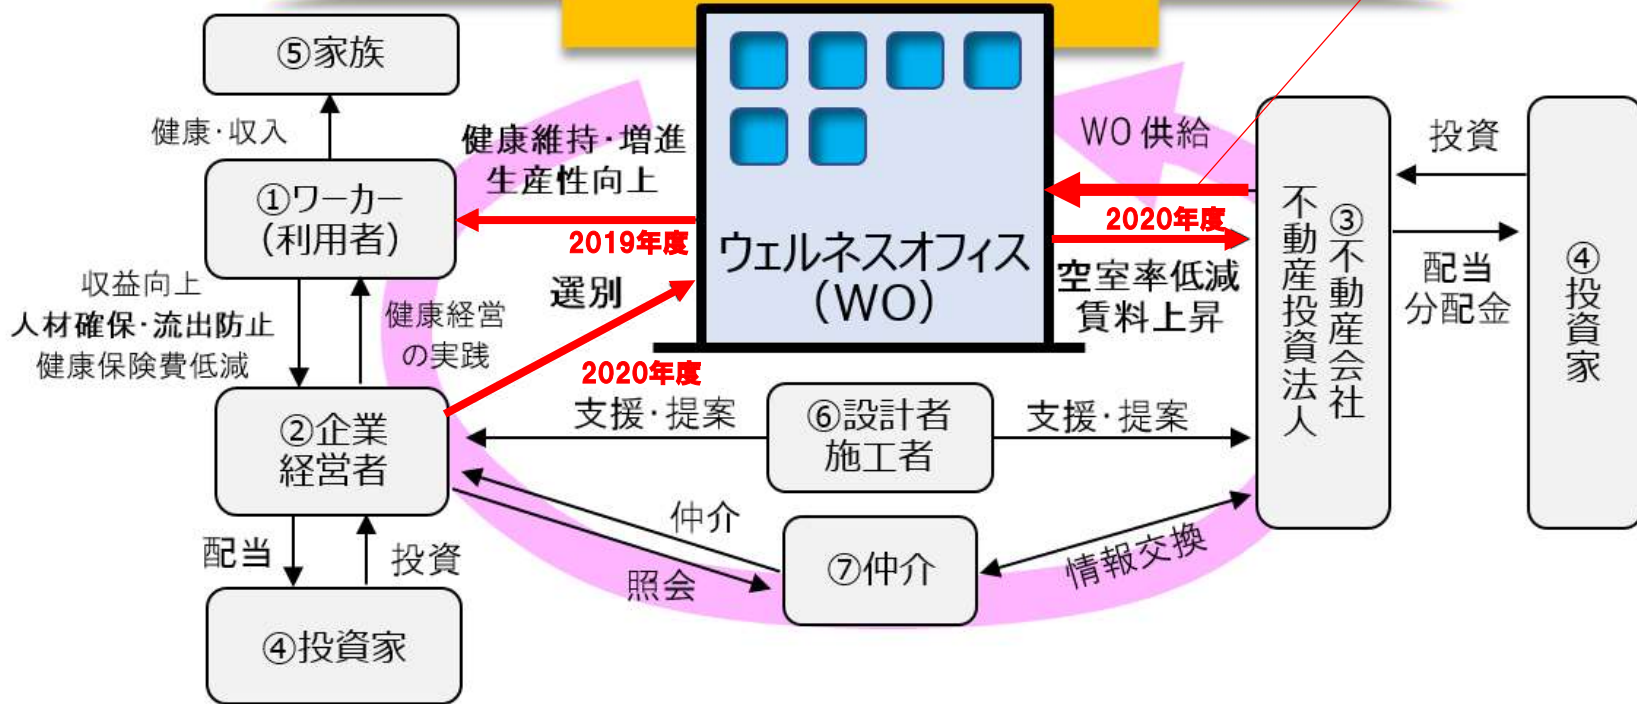 ⑤家族
健康・収入
①ワーカー
（利用者）
収益向上
人材確保・流出防止
健康保険費低減
健康経営
の実践
②企業
経営者
配当
投資
④投資家
健康維持・増進
生産性向上
2019年度
選別
2020年度
ウェルネスオフィス
（WO）
WO 供給
2020年度
空室率低減
賃料上昇
支援・提案
⑥設計者
施工者
支援・提案
仲介
照会
⑦仲介
情報交換
③不動産会社
不動産投資法人
投資
配当
分配金
④投資家